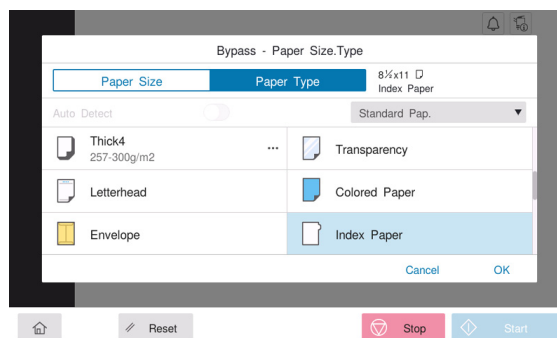 Bypass - Paper Size.Type
Paper Size
Paper Type
8½x11
Index Paper
Auto Detect
Standard Pap.
Thick4
257-300g/m2
Transparency
Letterhead
Colored Paper
Envelope
Index Paper
Cancel
OK
Reset
Stop
Start